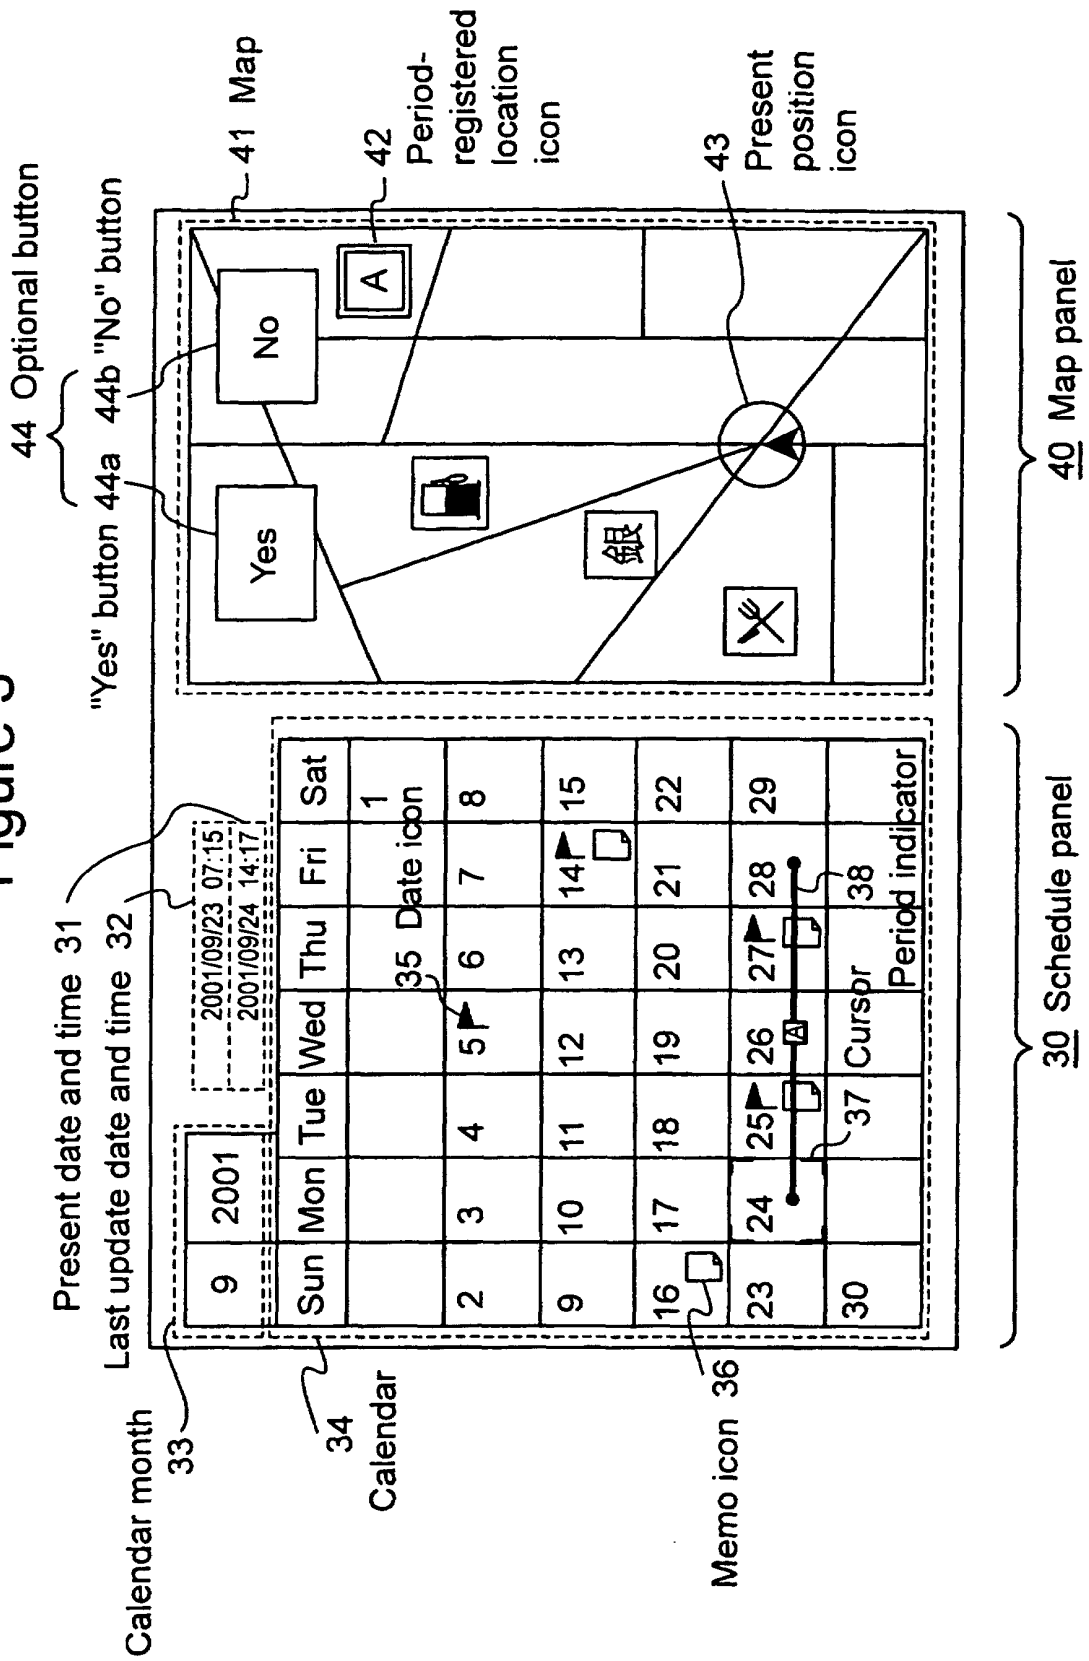 Figure 3
44 Optional button
"Yes" button 44a 44b "No" button
Present date and time 31
Last update date and time 32
Calendar month
33
9 2001
2001/09/23 07:15
2001/09/24 14:17
Yes
No
41 Map
42
Period-
registered
location
icon
A
43
Present
position
icon
銀
34
Calendar
Sun Mon Tue Wed Thu Fri Sat
1
35 Date icon
2 3 4 5 6 7 8
9 10 11 12 13 14 15
16 17 18 19 20 21 22
23 24 25 26 27 28 29
A
30
37
Cursor
38
Period indicator
Memo icon 36
30 Schedule panel
40 Map panel